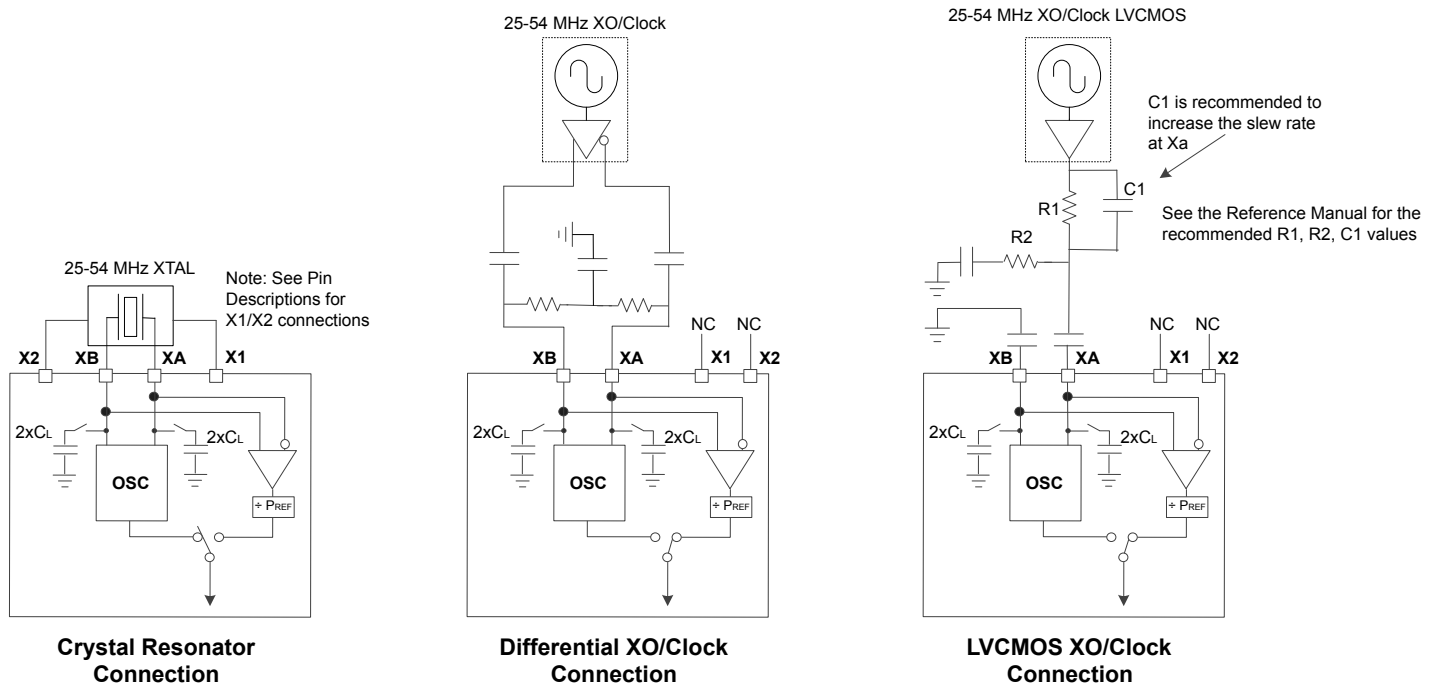 25-54 MHz XTAL
Note: See Pin
Descriptions for
X1/X2 connections
X2 XB XA X1
2xCL 2xCL
OSC
÷ PREF
Crystal Resonator
Connection
25-54 MHz XO/Clock
NC NC
XB XA X1 X2
2xCL 2xCL
OSC
÷ PREF
Differential XO/Clock
Connection
25-54 MHz XO/Clock LVCMOS
C1 is recommended to
increase the slew rate
at Xa
C1
R1
See the Reference Manual for the
recommended R1, R2, C1 values
R2
NC NC
XB XA X1 X2
2xCL 2xCL
OSC
÷ PREF
LVCMOS XO/Clock
Connection